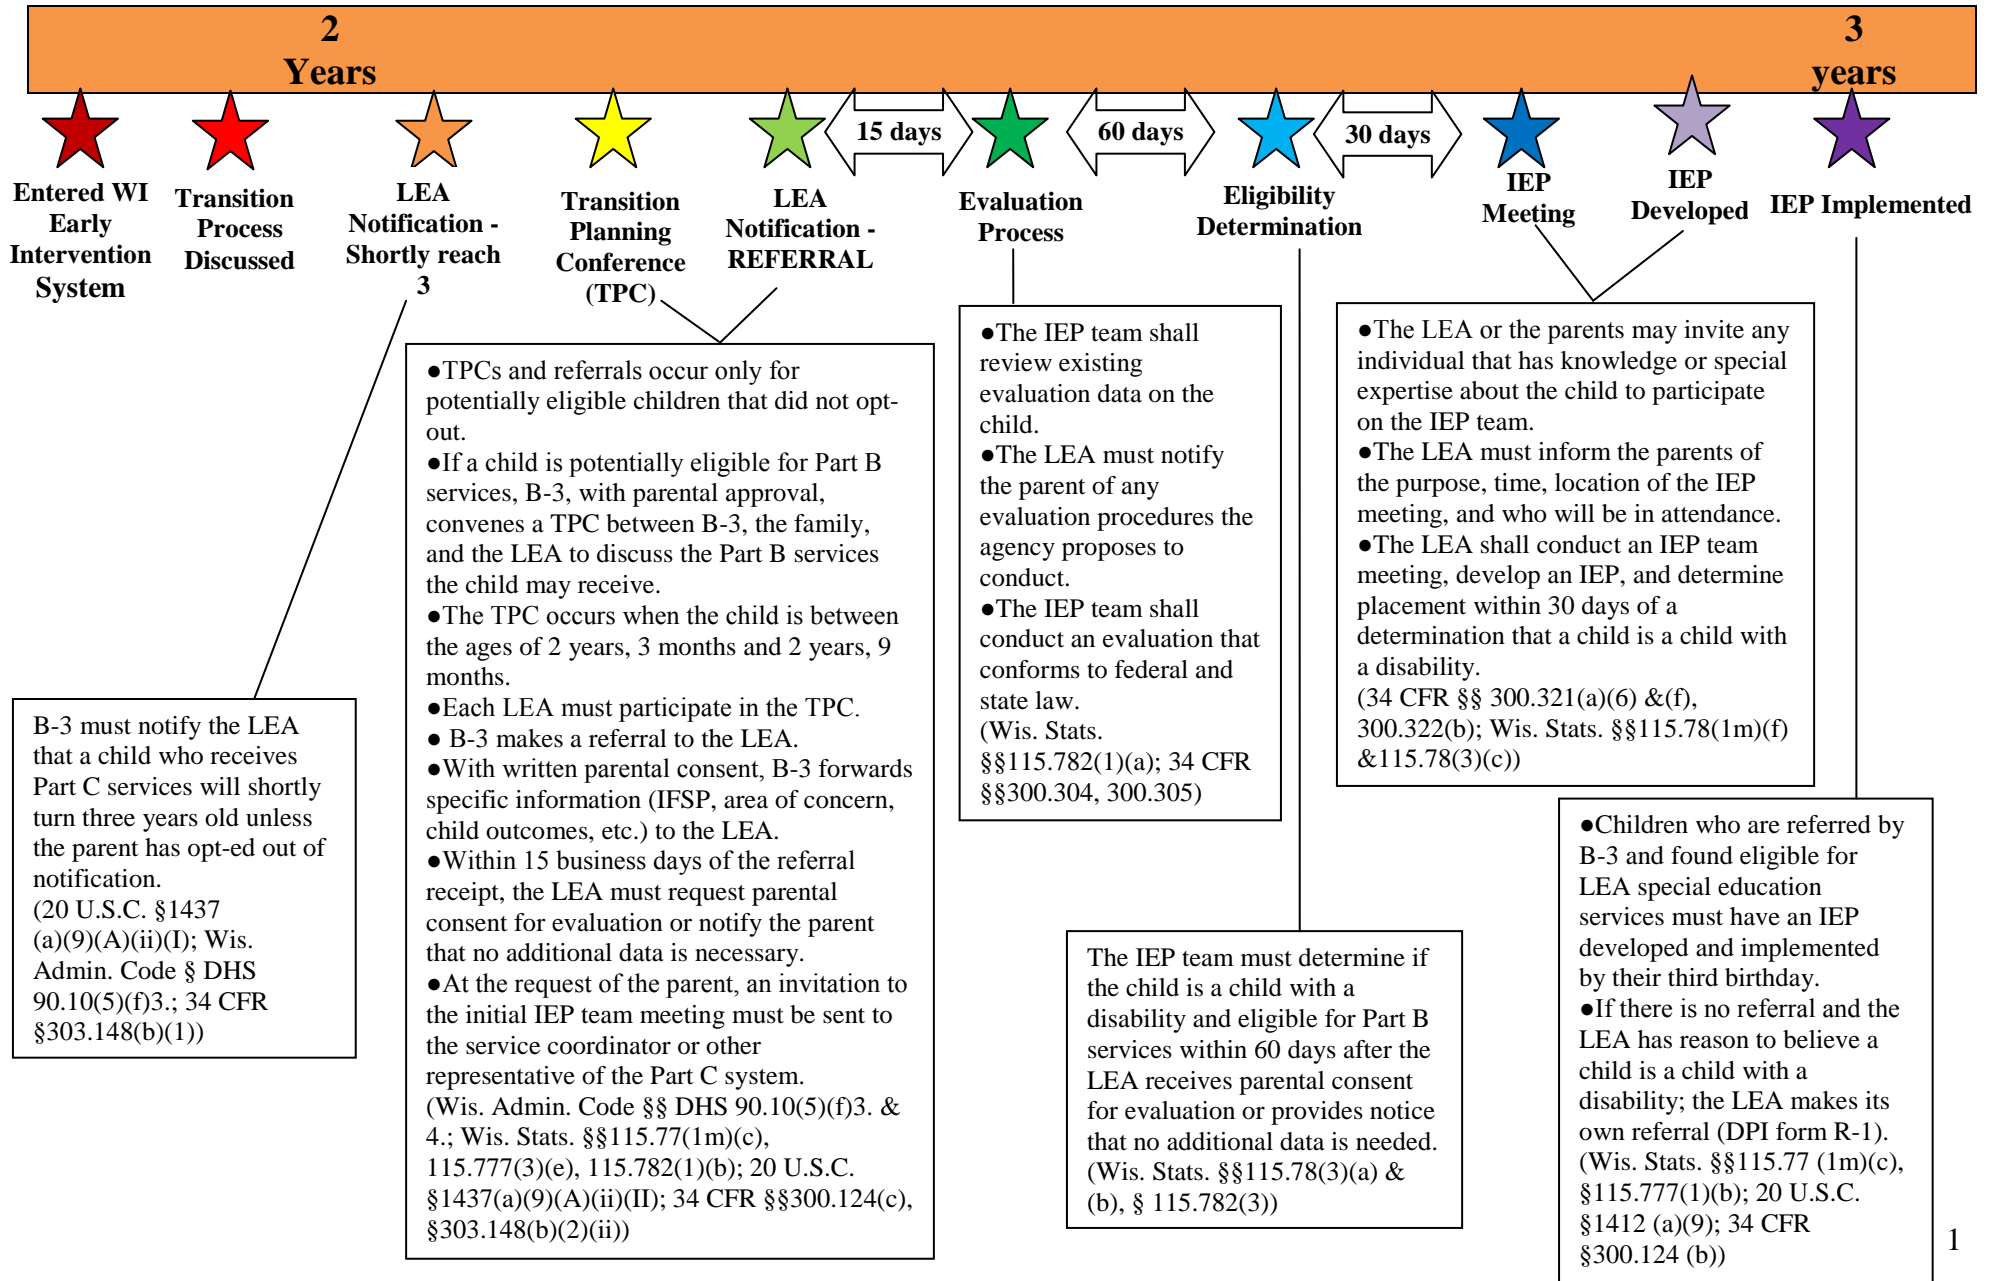 2
Years
3
years
15 days
60 days
30 days
Entered WI
Early
Intervention
System
Transition
Process
Discussed
LEA
Notification -
Shortly reach
3
Transition
Planning
Conference
(TPC)
LEA
Notification -
REFERRAL
Evaluation
Process
Eligibility
Determination
IEP
Meeting
IEP
Developed
IEP Implemented
B-3 must notify the LEA
that a child who receives
Part C services will shortly
turn three years old unless
the parent has opt-ed out of
notification.
(20 U.S.C. §1437
(a)(9)(A)(ii)(I); Wis.
Admin. Code § DHS
90.10(5)(f)3.; 34 CFR
§303.148(b)(1))
●TPCs and referrals occur only for
potentially eligible children that did not opt-
out.
●If a child is potentially eligible for Part B
services, B-3, with parental approval,
convenes a TPC between B-3, the family,
and the LEA to discuss the Part B services
the child may receive.
●The TPC occurs when the child is between
the ages of 2 years, 3 months and 2 years, 9
months.
●Each LEA must participate in the TPC.
● B-3 makes a referral to the LEA.
●With written parental consent, B-3 forwards
specific information (IFSP, area of concern,
child outcomes, etc.) to the LEA.
●Within 15 business days of the referral
receipt, the LEA must request parental
consent for evaluation or notify the parent
that no additional data is necessary.
●At the request of the parent, an invitation to
the initial IEP team meeting must be sent to
the service coordinator or other
representative of the Part C system.
(Wis. Admin. Code §§ DHS 90.10(5)(f)3. &
4.; Wis. Stats. §§115.77(1m)(c),
115.777(3)(e), 115.782(1)(b); 20 U.S.C.
§1437(a)(9)(A)(ii)(II); 34 CFR §§300.124(c),
§303.148(b)(2)(ii))
●The IEP team shall
review existing
evaluation data on the
child.
●The LEA must notify
the parent of any
evaluation procedures the
agency proposes to
conduct.
●The IEP team shall
conduct an evaluation that
conforms to federal and
state law.
(Wis. Stats.
§§115.782(1)(a); 34 CFR
§§300.304, 300.305)
The IEP team must determine if
the child is a child with a
disability and eligible for Part B
services within 60 days after the
LEA receives parental consent
for evaluation or provides notice
that no additional data is needed.
(Wis. Stats. §§115.78(3)(a) &
(b), § 115.782(3))
●The LEA or the parents may invite any
individual that has knowledge or special
expertise about the child to participate
on the IEP team.
●The LEA must inform the parents of
the purpose, time, location of the IEP
meeting, and who will be in attendance.
●The LEA shall conduct an IEP team
meeting, develop an IEP, and determine
placement within 30 days of a
determination that a child is a child with
a disability.
(34 CFR §§ 300.321(a)(6) &(f),
300.322(b); Wis. Stats. §§115.78(1m)(f)
&115.78(3)(c))
●Children who are referred by
B-3 and found eligible for
LEA special education
services must have an IEP
developed and implemented
by their third birthday.
●If there is no referral and the
LEA has reason to believe a
child is a child with a
disability; the LEA makes its
own referral (DPI form R-1).
(Wis. Stats. §§115.77 (1m)(c),
§115.777(1)(b); 20 U.S.C.
§1412 (a)(9); 34 CFR
§300.124 (b))
1